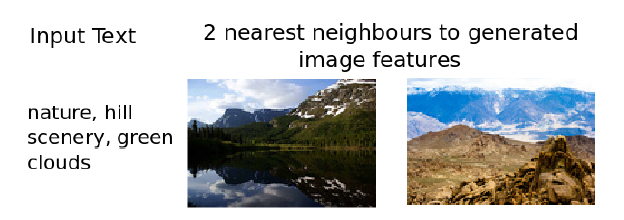 Input Text
2 nearest neighbours to generated
image features
nature, hill
scenery, green
clouds